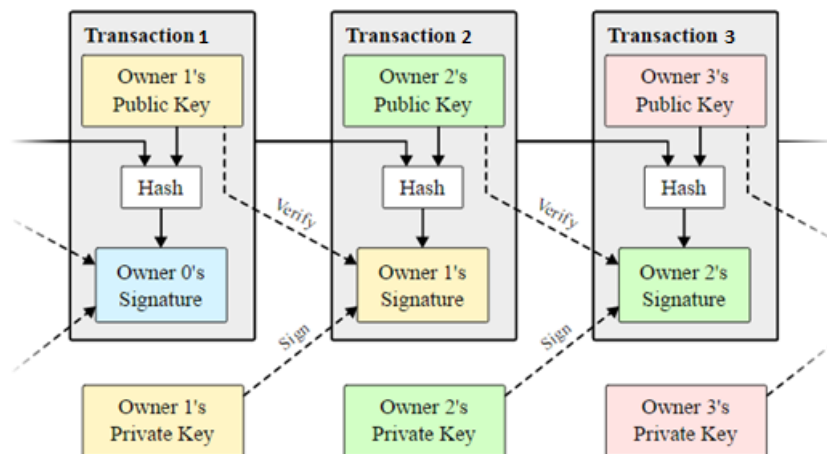 Transaction 1
Owner 1's
Public Key
Hash
Owner 0's
Signature
Transaction 2
Owner 2's
Public Key
Hash
Verify
Owner 1's
Signature
Sign
Transaction 3
Owner 3's
Public Key
Hash
Verify
Owner 2's
Signature
Sign
Owner 1's
Private Key
Owner 2's
Private Key
Owner 3's
Private Key